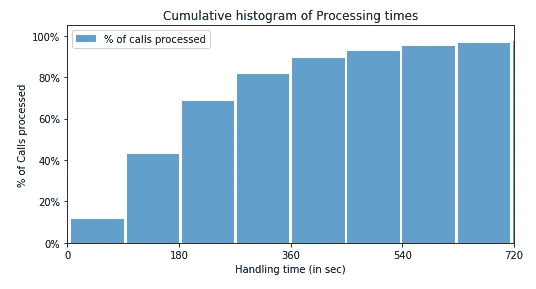 Cumulative histogram of Processing times
% of calls processed
100%
80%
60%
40%
20%
0%
% of Calls processed
0 180 360 540 720
Handling time (in sec)